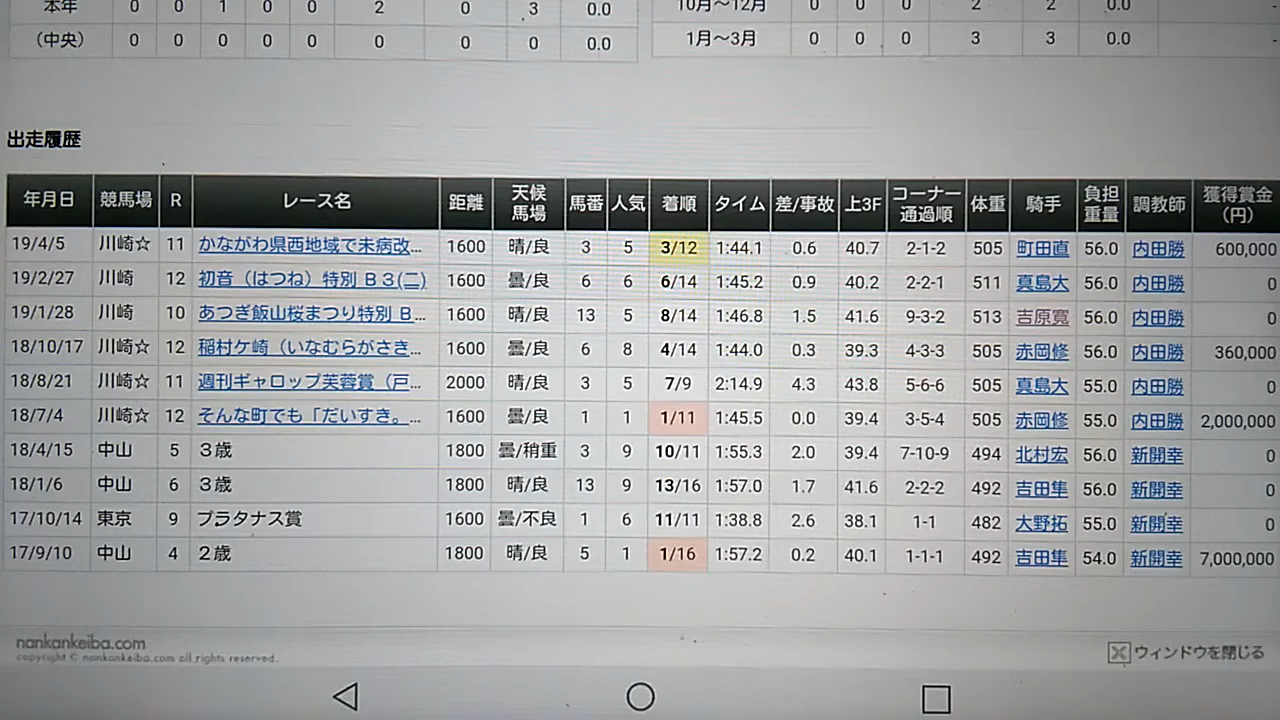 本年 0 0 1 0 0 2 0 3 0.0 10月～12月 0 0 0 2 2 0.0 -
（中央） 0 0 0 0 0 0 0 0 0.0 1月～3月 0 0 0 3 3 0.0 -
出走履歴
年月日 競馬場 R レース名 距離 天候馬場 馬番 人気 着順 タイム 差/事故 上3F コーナー通過順 体重 騎手 負担重量 調教師 獲得賞金（円）
19/4/5 川崎☆ 11 かながわ県西地域で未病改... 1600 晴/良 3 5 3/12 1:44.1 0.6 40.7 2-1-2 505 町田直 56.0 内田勝 600,000
19/2/27 川崎 12 初音（はつね）特別 Ｂ３(二) 1600 曇/良 6 6 6/14 1:45.2 0.9 40.2 2-2-1 511 真島大 56.0 内田勝 0
19/1/28 川崎 10 あつぎ飯山桜まつり特別 Ｂ... 1600 晴/良 13 5 8/14 1:46.8 1.5 41.6 9-3-2 513 吉原寛 56.0 内田勝 0
18/10/17 川崎☆ 12 稲村ケ崎（いなむらがさき... 1600 曇/良 6 8 4/14 1:44.0 0.3 39.3 4-3-3 505 赤岡修 56.0 内田勝 360,000
18/8/21 川崎☆ 11 週刊ギャロップ芙蓉賞（戸... 2000 晴/良 3 5 7/9 2:14.9 4.3 43.8 5-6-6 505 真島大 55.0 内田勝 0
18/7/4 川崎☆ 12 そんな町でも「だいすき。... 1600 曇/良 1 1 1/11 1:45.5 0.0 39.4 3-5-4 505 赤岡修 55.0 内田勝 2,000,000
18/4/15 中山 5 ３歳 1800 曇/稍重 3 9 10/11 1:55.3 2.0 39.4 7-10-9 494 北村宏 56.0 新開幸 0
18/1/6 中山 6 ３歳 1800 晴/良 13 9 13/16 1:57.0 1.7 41.6 2-2-2 492 吉田隼 56.0 新開幸 0
17/10/14 東京 9 プラタナス賞 1600 曇/不良 1 6 11/11 1:38.8 2.6 38.1 1-1 482 大野拓 55.0 新開幸 0
17/9/10 中山 4 ２歳 1800 晴/良 5 1 1/16 1:57.2 0.2 40.1 1-1-1 492 吉田隼 54.0 新開幸 7,000,000
nankankeiba.com
copyright © nankankeiba.com all rights reserved.
ウィンドウを閉じる